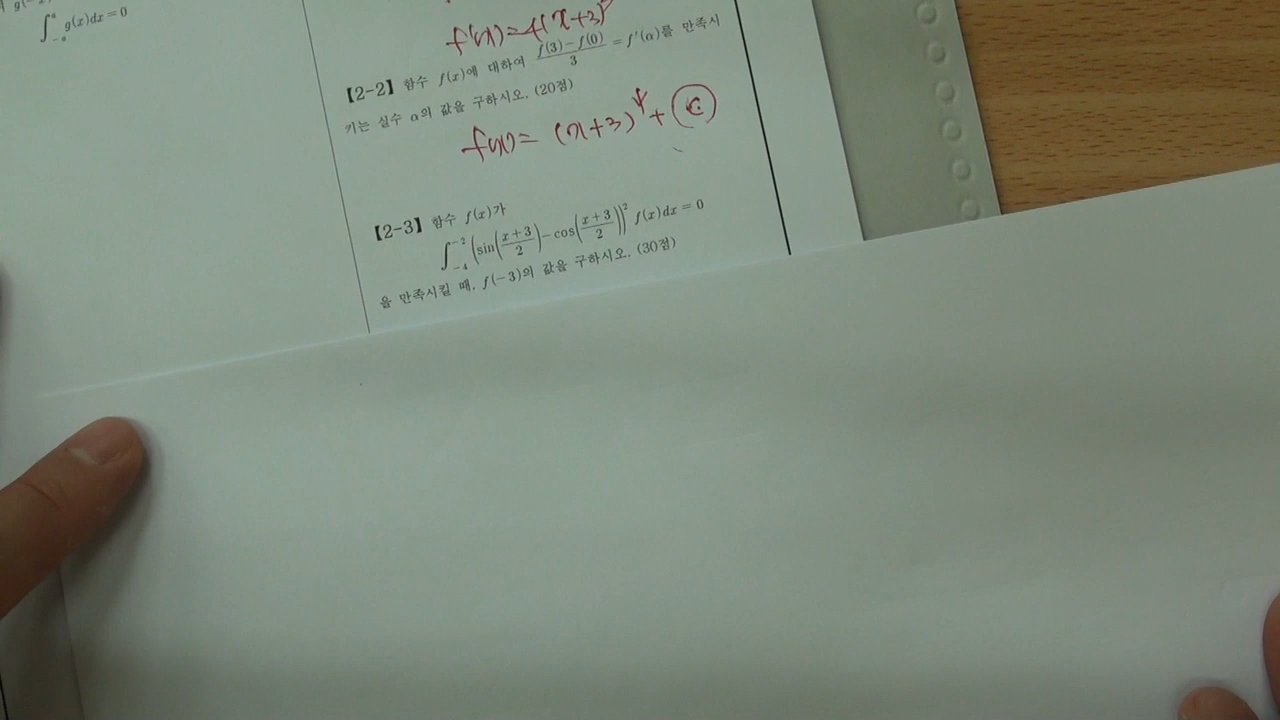 ∫_{-a}^{a} g(x)dx = 0
f'(x) = 4(x+3)
【2-2】 함수 f(x)에 대하여 \frac{f(3)-f(0)}{3} = f'(α)를 만족시
키는 실수 α의 값을 구하시오. (20점)
f(x) = (x+3)^4 + C
【2-3】 함수 f(x)가
∫_{-4}^{-2} (sin(\frac{x+3}{2}) - cos(\frac{x+3}{2}))^2 f(x)dx = 0
을 만족시킬 때, f(-3)의 값을 구하시오. (30점)